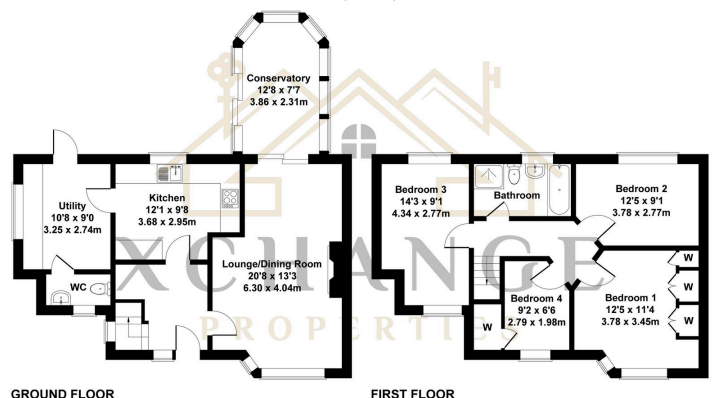 Conservatory
12'8 x 7'7
3.86 x 2.31m
Utility
10'8 x 9'0
3.25 x 2.74m
Kitchen
12'1 x 9'8
3.68 x 2.95m
WC
Lounge/Dining Room
20'8 x 13'3
6.30 x 4.04m
GROUND FLOOR
Bedroom 3
14'3 x 9'1
4.34 x 2.77m
Bathroom
Bedroom 2
12'5 x 9'1
3.78 x 2.77m
W
W
W
W
Bedroom 4
9'2 x 6'6
2.79 x 1.98m
Bedroom 1
12'5 x 11'4
3.78 x 3.45m
FIRST FLOOR
XCHANGE
PROPERTIES